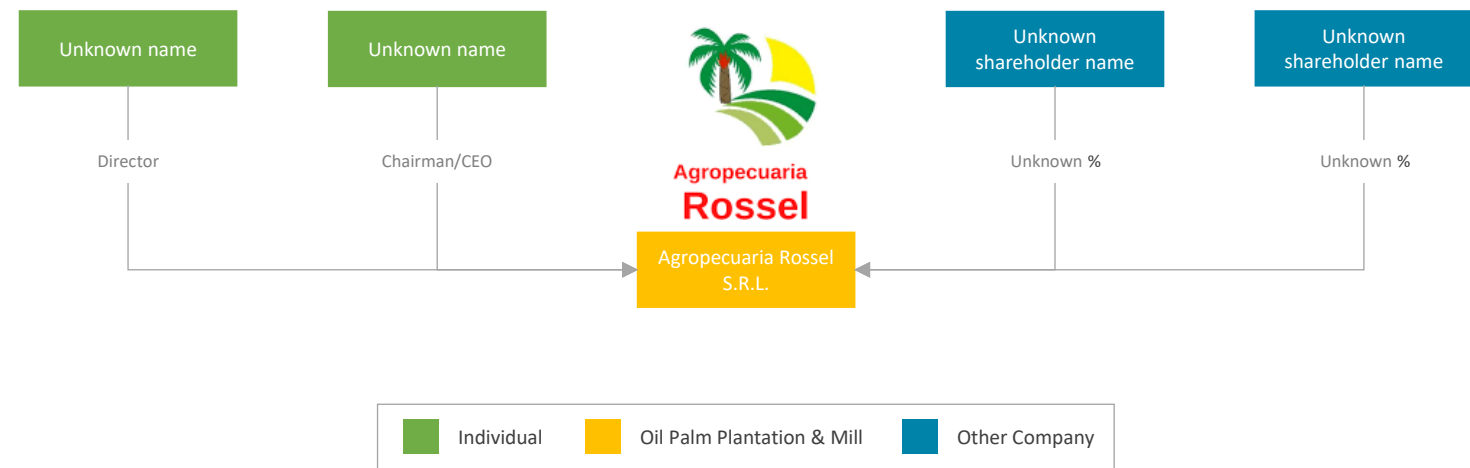 Unknown name
Unknown name
Unknown
shareholder name
Unknown
shareholder name
Director
Chairman/CEO
Agropecuaria
Rossel
Unknown %
Unknown %
Agropecuaria Rossel
S.R.L.
Individual
Oil Palm Plantation & Mill
Other Company